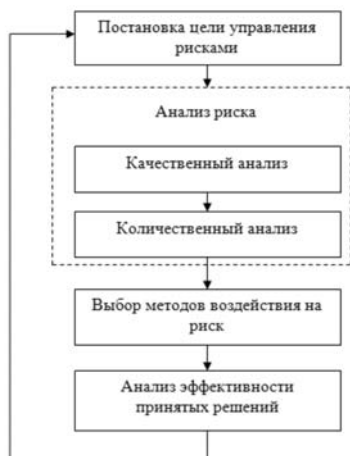 Постановка цели управления
рисками
Анализ риска
Качественный анализ
Количественный анализ
Выбор методов воздействия на
риск
Анализ эффективности
принятых решений